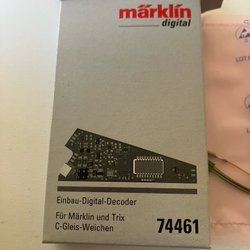 märklin
digital
Einbau-Digital-Decoder
Für Märklin und Trix
C-Gleis-Weichen
74461